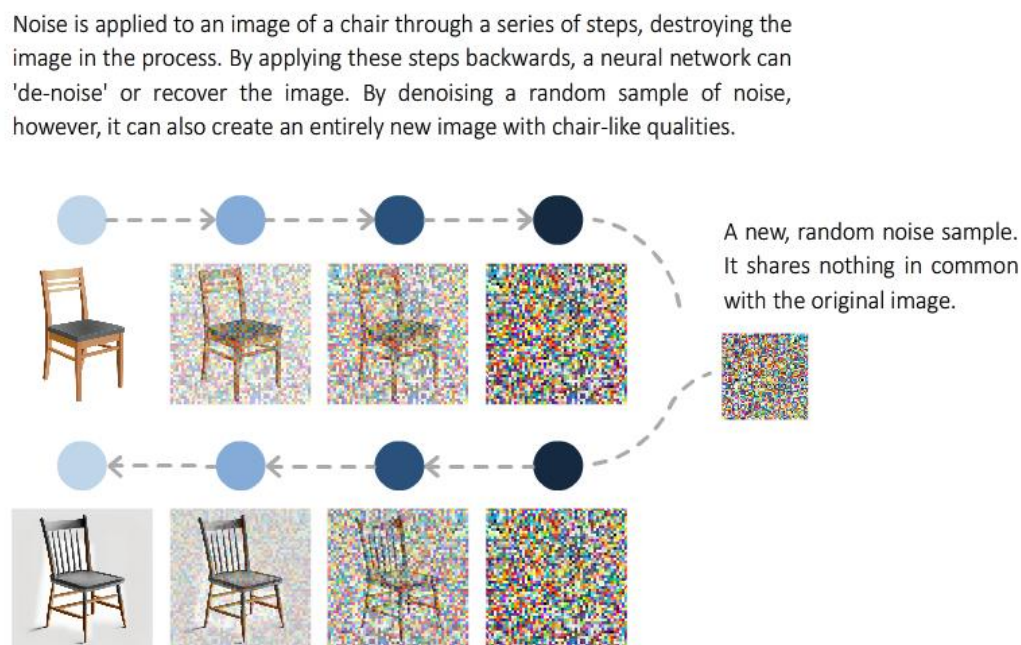 Noise is applied to an image of a chair through a series of steps, destroying the
image in the process. By applying these steps backwards, a neural network can
'de-noise' or recover the image. By denoising a random sample of noise,
however, it can also create an entirely new image with chair-like qualities.
A new, random noise sample.
It shares nothing in common
with the original image.